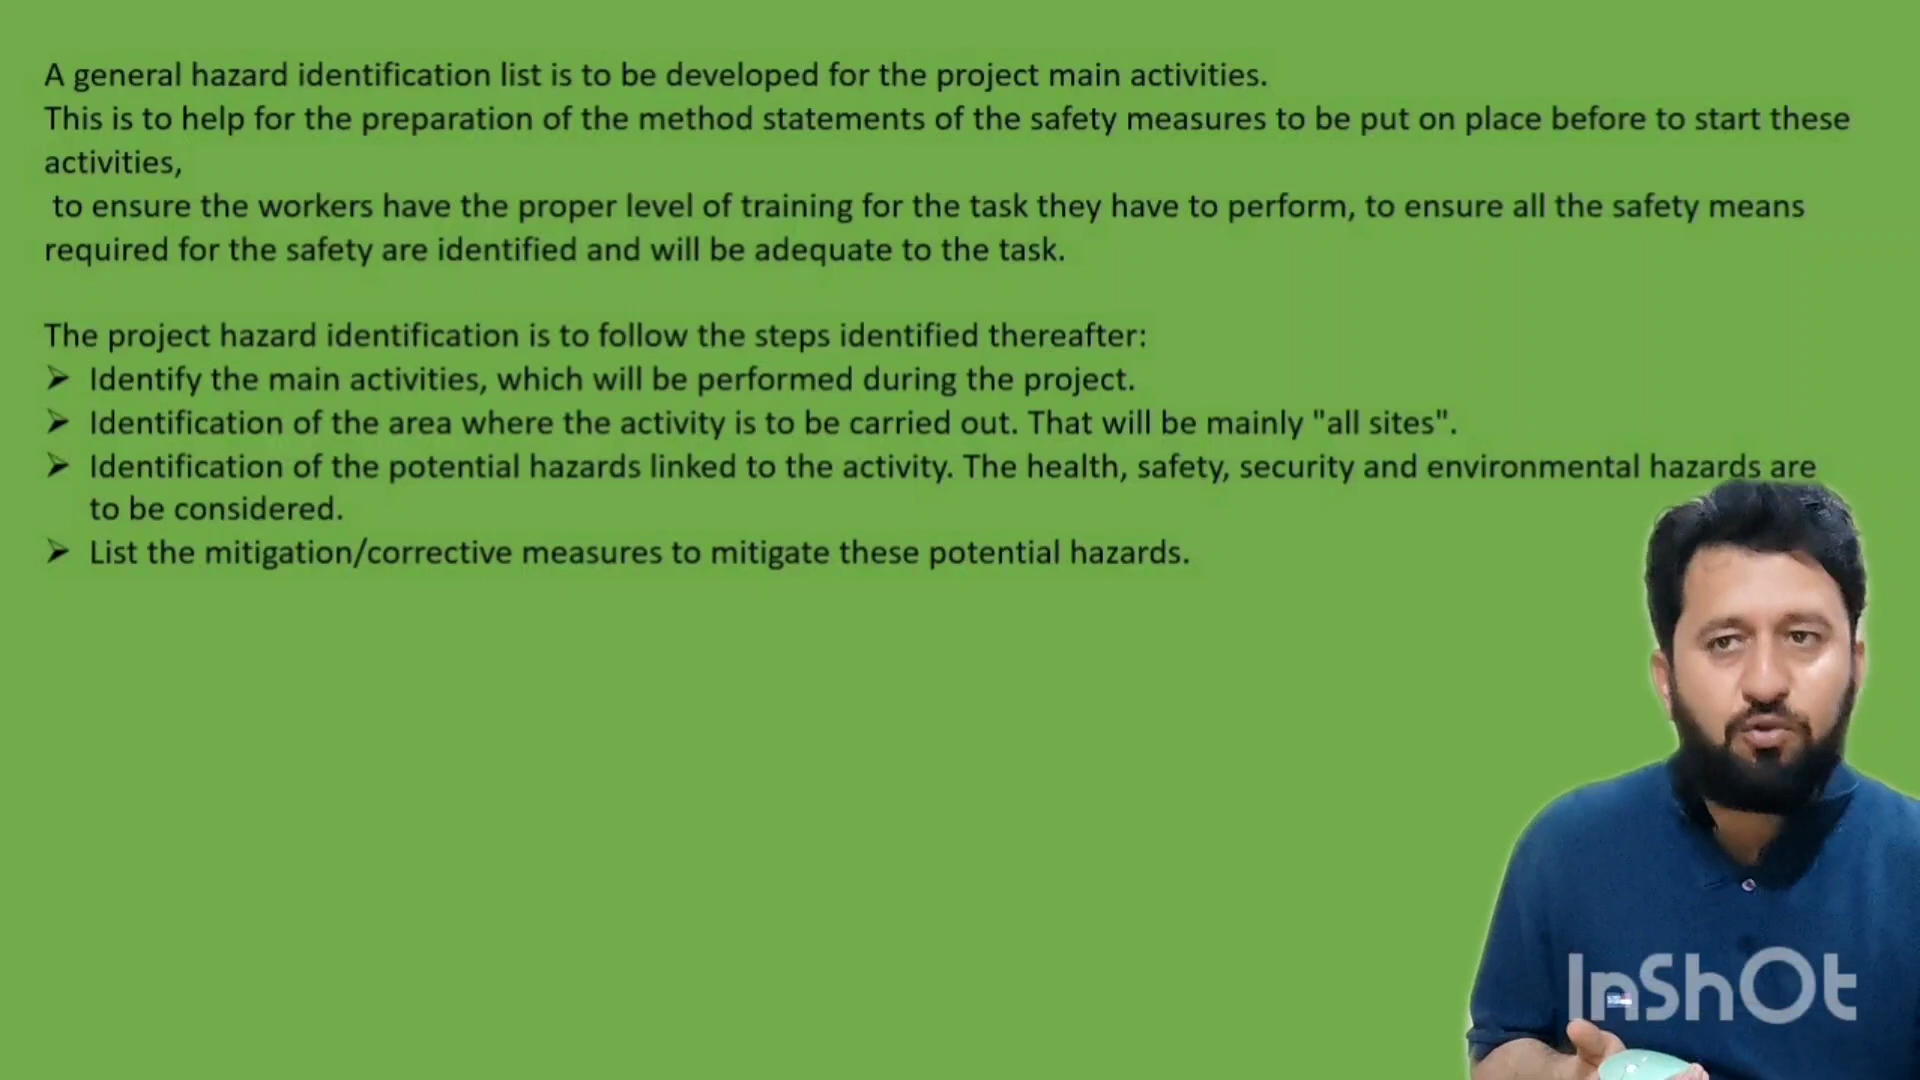 A general hazard identification list is to be developed for the project main activities.
This is to help for the preparation of the method statements of the safety measures to be put on place before to start these
activities,
to ensure the workers have the proper level of training for the task they have to perform, to ensure all the safety means
required for the safety are identified and will be adequate to the task.
The project hazard identification is to follow the steps identified thereafter:
➢ Identify the main activities, which will be performed during the project.
➢ Identification of the area where the activity is to be carried out. That will be mainly "all sites".
➢ Identification of the potential hazards linked to the activity. The health, safety, security and environmental hazards are
to be considered.
➢ List the mitigation/corrective measures to mitigate these potential hazards.
InShOt